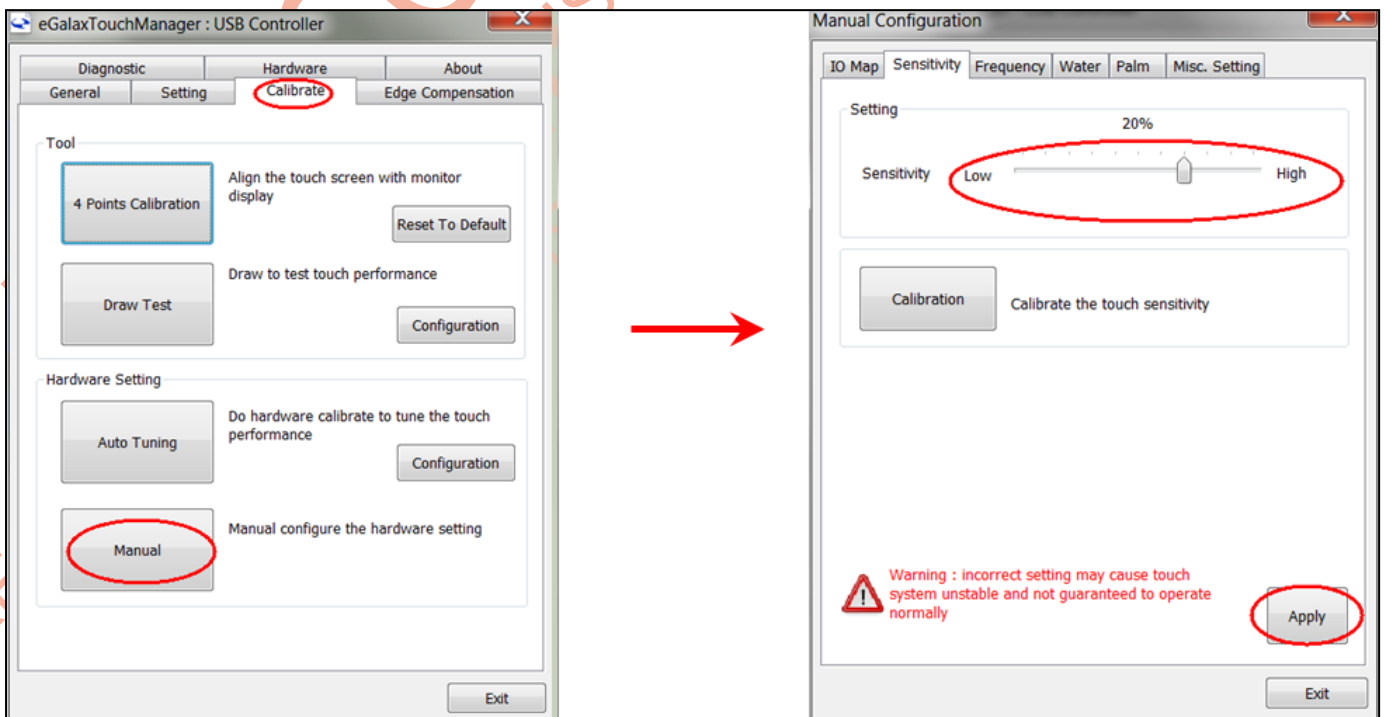 eGalaxTouchManager : USB Controller
Diagnostic
Hardware
About
General
Setting
Calibrate
Edge Compensation
Tool
4 Points Calibration
Align the touch screen with monitor
display
Reset To Default
Draw Test
Draw to test touch performance
Configuration
Hardware Setting
Auto Tuning
Do hardware calibrate to tune the touch
performance
Configuration
Manual
Manual configure the hardware setting
Exit
Manual Configuration
IO Map
Sensitivity
Frequency
Water
Palm
Misc. Setting
Setting
20%
Sensitivity
Low
High
Calibration
Calibrate the touch sensitivity
Warning : incorrect setting may cause touch
system unstable and not guaranteed to operate
normally
Apply
Exit